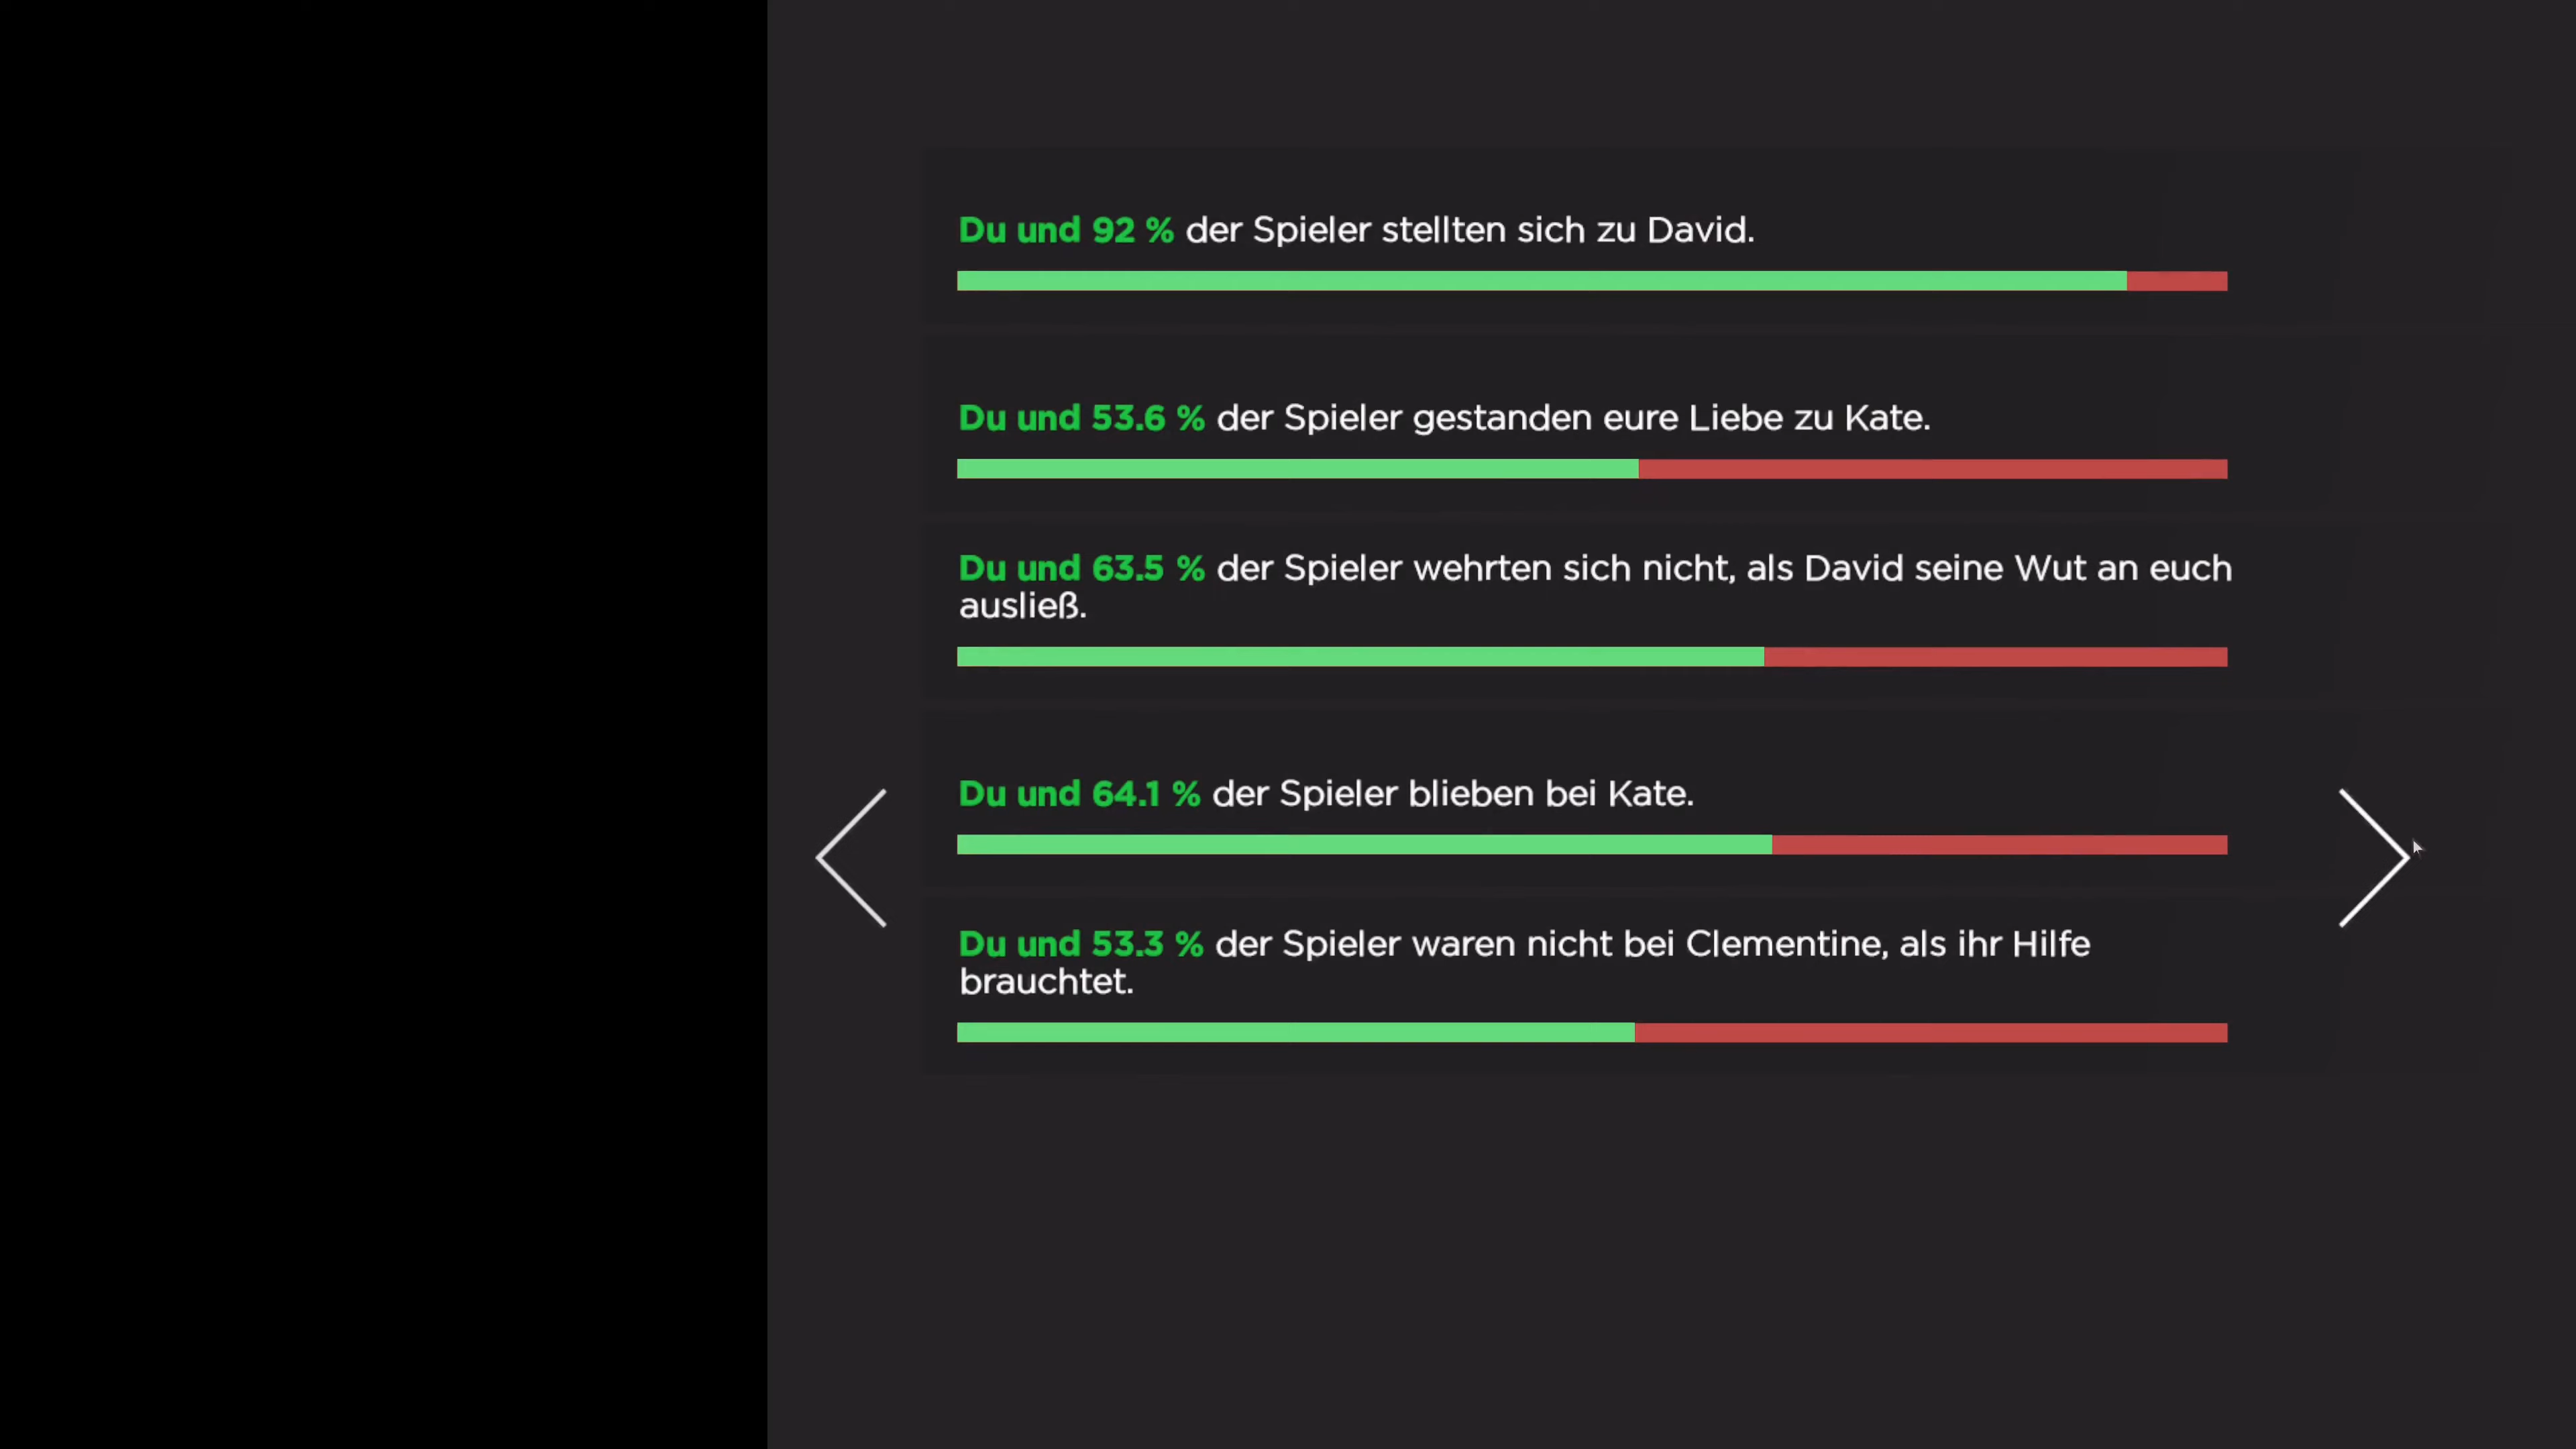 Du und 92 % der Spieler stellten sich zu David.
Du und 53.6 % der Spieler gestanden eure Liebe zu Kate.
Du und 63.5 % der Spieler wehrten sich nicht, als David seine Wut an euch
ausließ.
Du und 64.1 % der Spieler blieben bei Kate.
Du und 53.3 % der Spieler waren nicht bei Clementine, als ihr Hilfe
brauchtet.